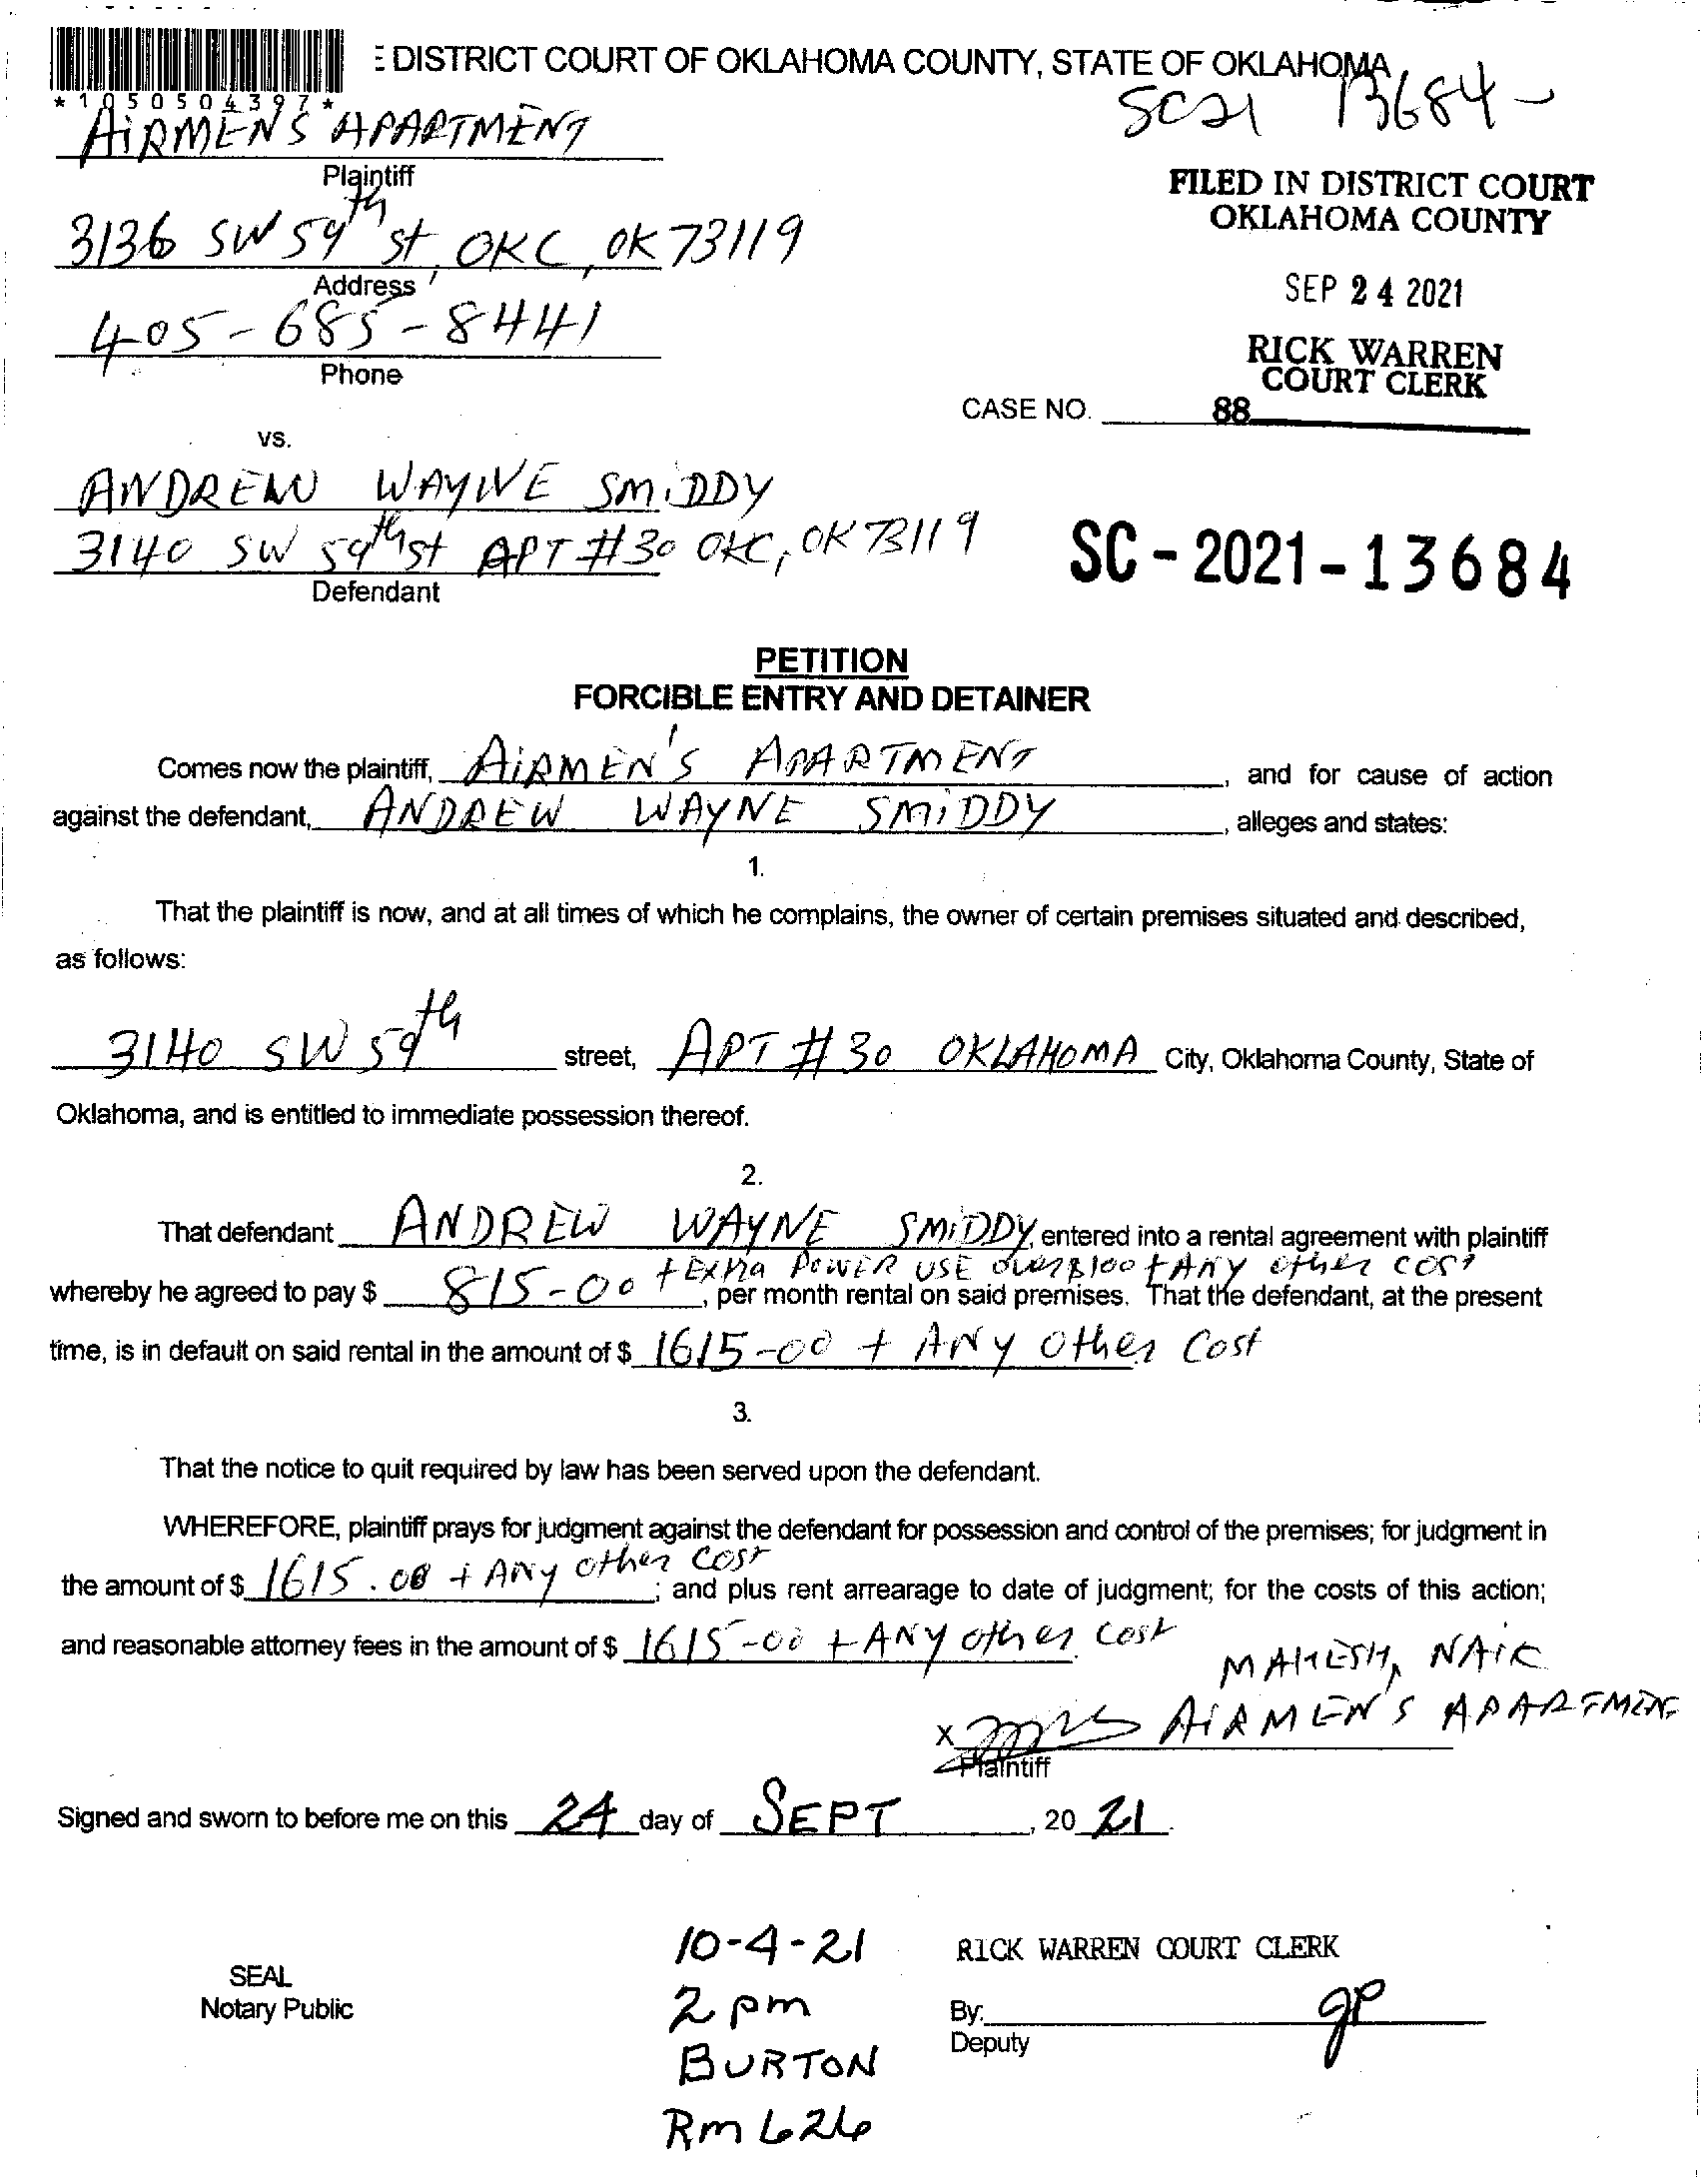 E DISTRICT COURT OF OKLAHOMA COUNTY, STATE OF OKLAHOMA
*1050504397*
SC21 13684-
AIRMEN'S APARTMENT
Plaintiff
FILED IN DISTRICT COURT
OKLAHOMA COUNTY
3136 SW 59th St, OKC, OK 73119
Address
SEP 24 2021
405-685-8441
Phone
RICK WARREN
COURT CLERK
CASE NO. 88
vs.
ANDREW WAYNE SMIDDY
3140 SW 59th st APT #30 OKC, OK 73119
Defendant
SC-2021-13684
PETITION
FORCIBLE ENTRY AND DETAINER
Comes now the plaintiff, AIRMEN'S APARTMENT, and for cause of action
against the defendant, ANDREW WAYNE SMIDDY, alleges and states:
1.
That the plaintiff is now, and at all times of which he complains, the owner of certain premises situated and described,
as follows:
3140 SW 59th street, APT #30 OKLAHOMA City, Oklahoma County, State of
Oklahoma, and is entitled to immediate possession thereof.
2.
That defendant ANDREW WAYNE SMIDDY, entered into a rental agreement with plaintiff
+ Extra POWER USE over $100 + ANY other cost
whereby he agreed to pay $ 815-00, per month rental on said premises. That the defendant, at the present
time, is in default on said rental in the amount of $ 1615-00 + ANY other Cost
3.
That the notice to quit required by law has been served upon the defendant.
WHEREFORE, plaintiff prays for judgment against the defendant for possession and control of the premises; for judgment in
the amount of $ 1615.00 + ANY other cost; and plus rent arrearage to date of judgment; for the costs of this action;
and reasonable attorney fees in the amount of $ 1615-00 + ANY other cost.
MAHESH, NAIK
X AIRMEN'S APARTMENT
Plaintiff
Signed and sworn to before me on this 24 day of SEPT, 20 21.
10-4-21
RICK WARREN COURT CLERK
SEAL
Notary Public
2 pm
By: gp
Deputy
BURTON
Rm 626